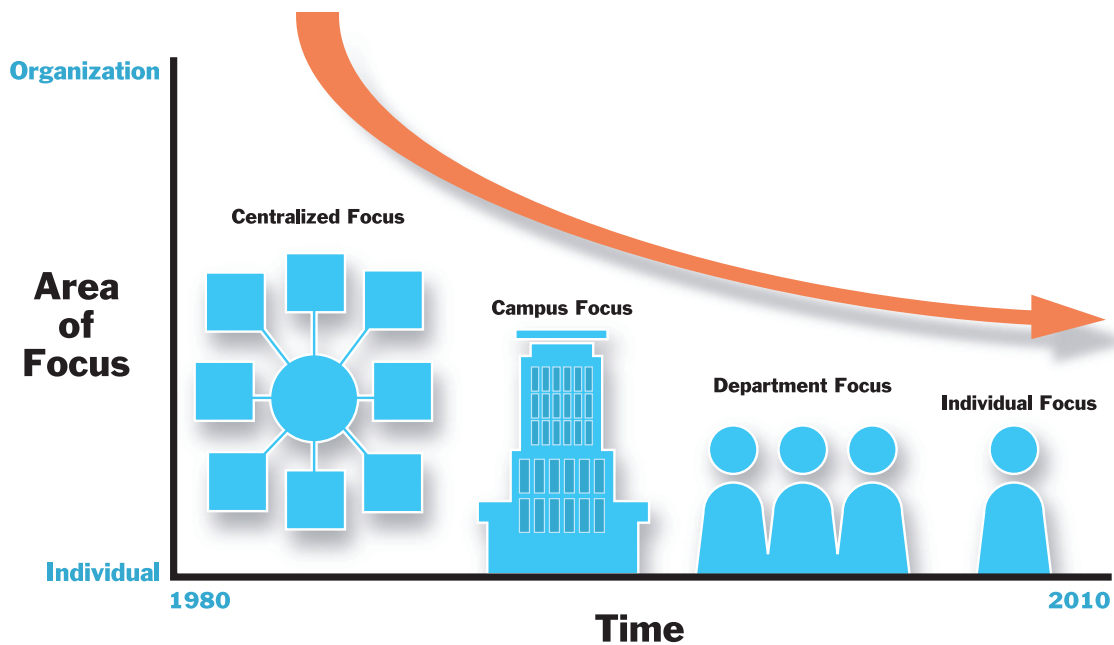 Organization
Centralized Focus
Area
of
Focus
Campus Focus
Department Focus
Individual Focus
Individual
1980
2010
Time